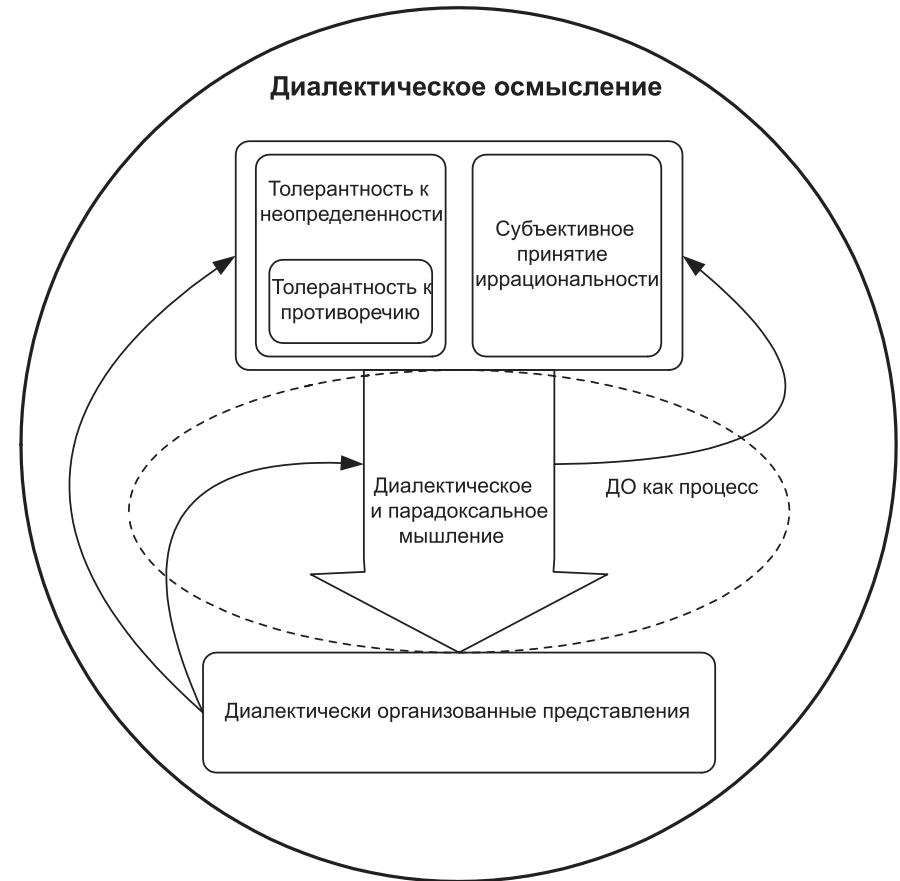 Диалектическое осмысление
Толерантность к
неопределенности
Толерантность к
противоречию
Субъективное
принятие
иррациональности
Диалектическое
и парадоксальное
мышление
ДО как процесс
Диалектически организованные представления